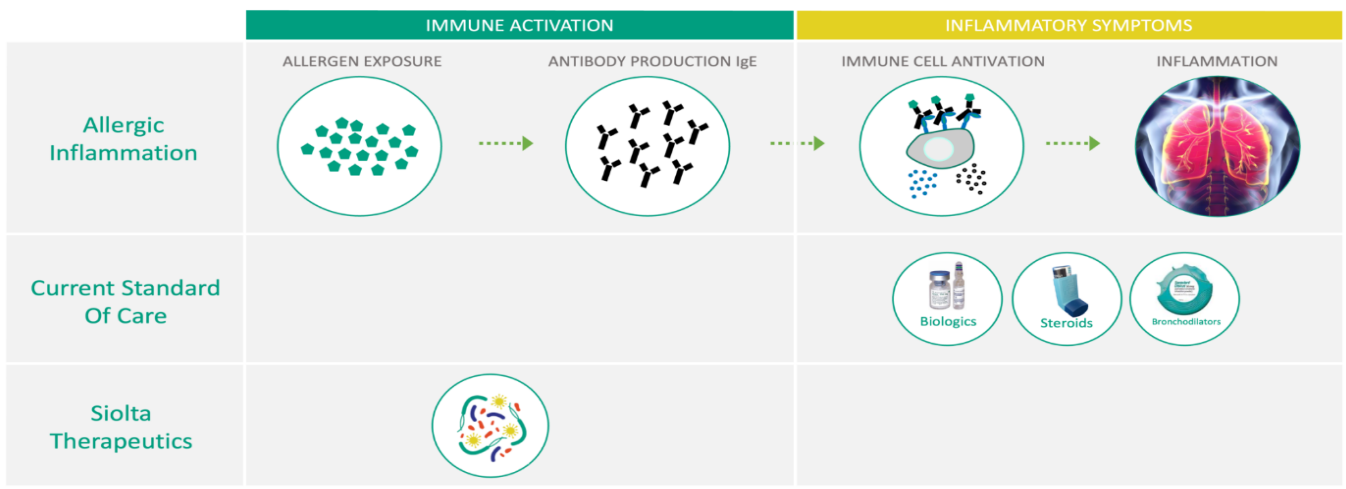 IMMUNE ACTIVATION
INFLAMMATORY SYMPTOMS
ALLERGEN EXPOSURE
ANTIBODY PRODUCTION IgE
IMMUNE CELL ANTIVATION
INFLAMMATION
Allergic
Inflammation
Current Standard
Of Care
Biologics
Steroids
Bronchodilators
Siolta
Therapeutics